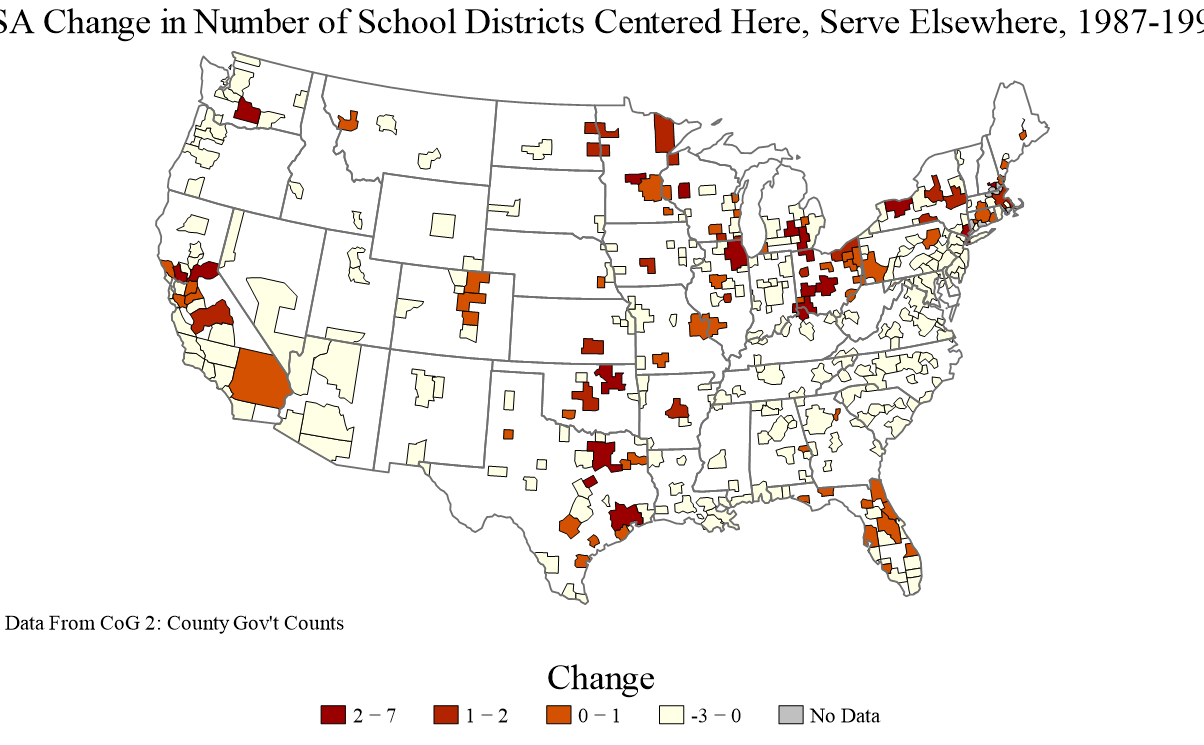 SA Change in Number of School Districts Centered Here, Serve Elsewhere, 1987-199
Data From CoG 2: County Gov't Counts
Change
2 − 7
1 − 2
0 − 1
-3 − 0
No Data